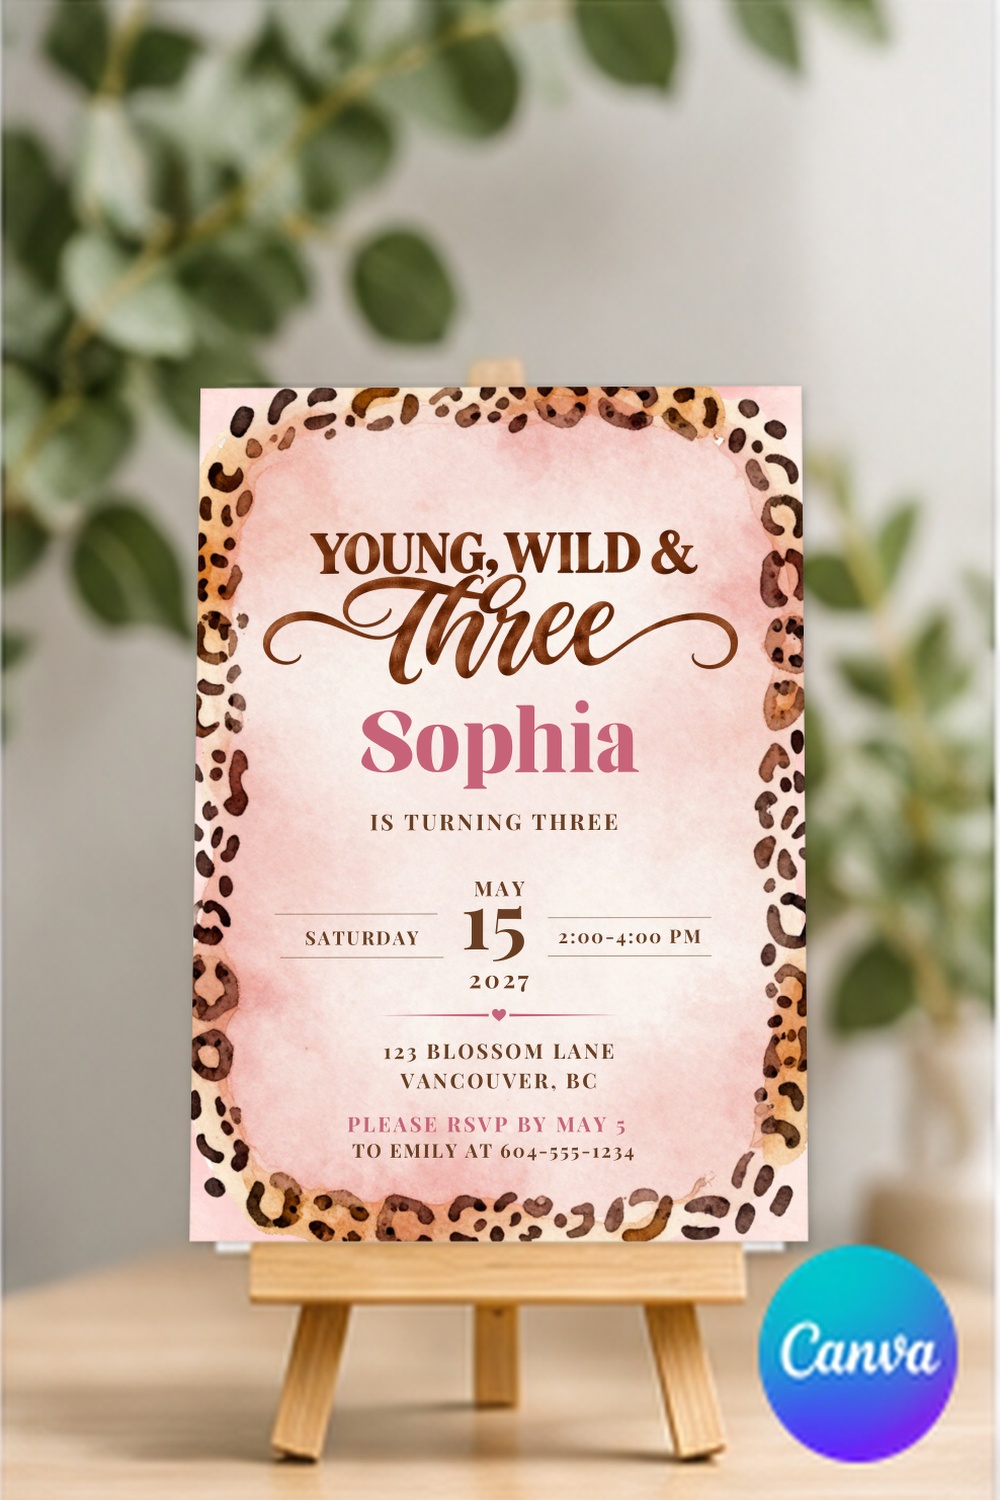 YOUNG, WILD &
Three
Sophia
IS TURNING THREE
MAY
SATURDAY 15 2:00-4:00 PM
2027
123 BLOSSOM LANE
VANCOUVER, BC
PLEASE RSVP BY MAY 5
TO EMILY AT 604-555-1234
Canva